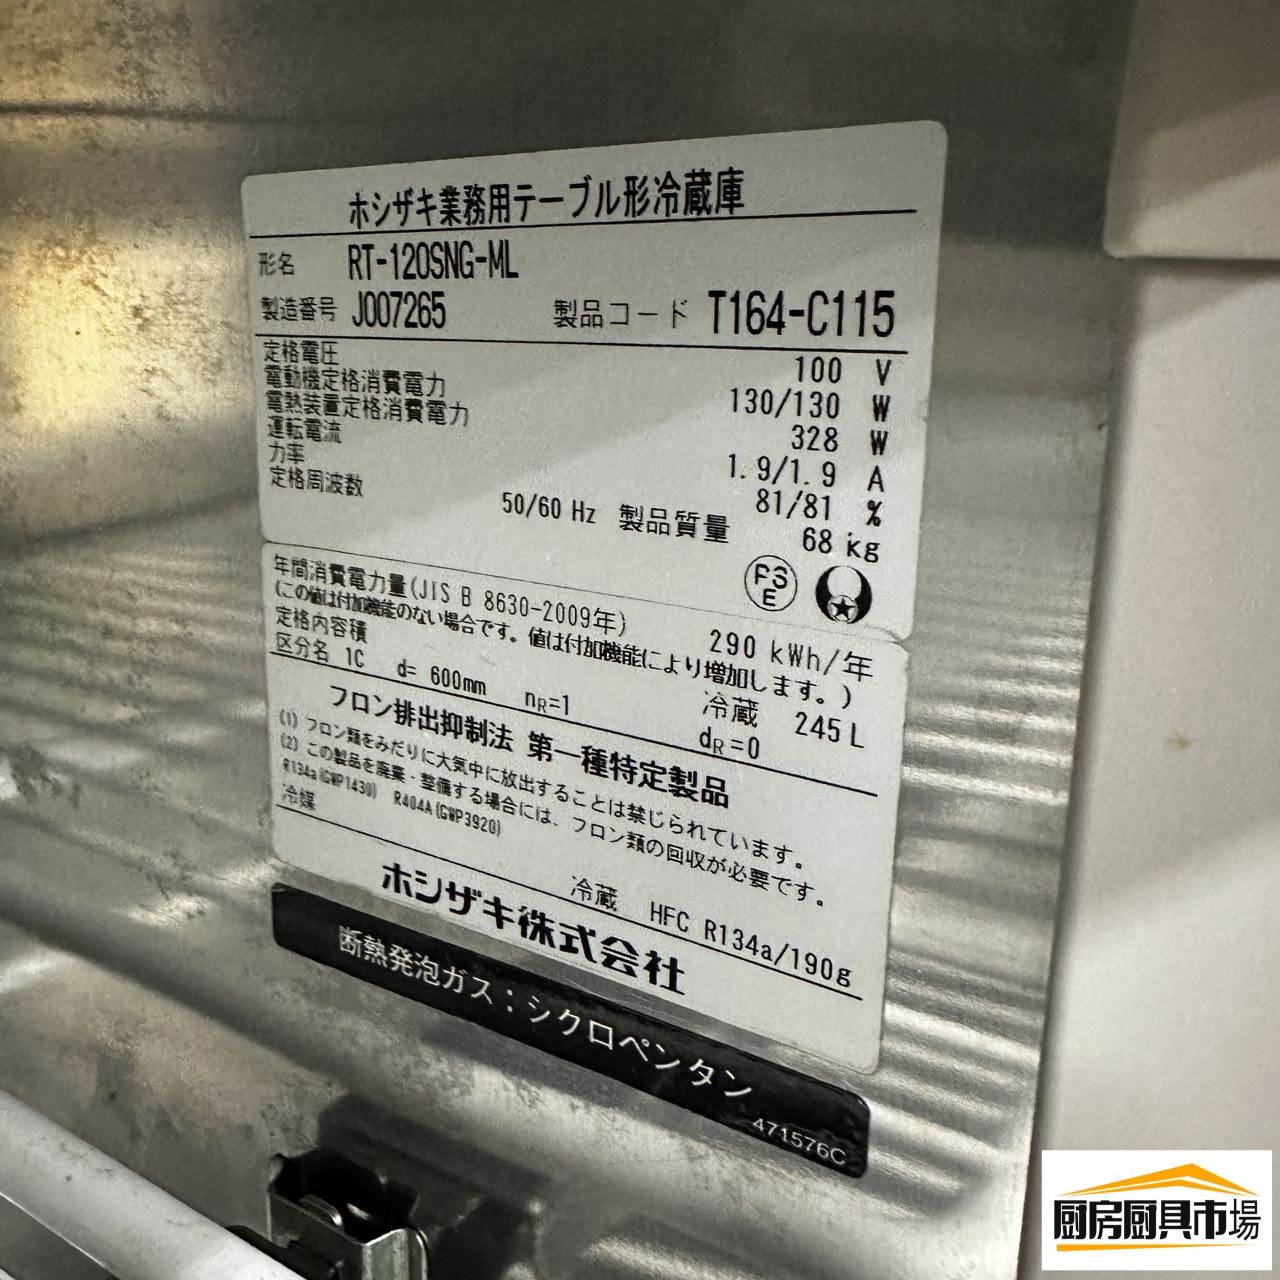 ホシザキ業務用テーブル形冷蔵庫
形名 RT-120SNG-ML
製造番号 J007265 製品コード T164-C115
定格電圧 100 V
電動機定格消費電力 130/130 W
電熱装置定格消費電力 328 W
運転電流 1.9/1.9 A
力率 81/81 %
定格周波数 50/60 Hz 製品質量 68 kg
PS
E
年間消費電力量(JIS B 8630-2009年) 290 kWh/年
(この値は付加機能のない場合です。値は付加機能により増加します。)
定格内容積 冷蔵 245 L
区分名 1C d= 600mm nR=1 dR=0
フロン排出抑制法 第一種特定製品
(1) フロン類をみだりに大気中に放出することは禁じられています。
(2) この製品を廃棄・整備する場合には、フロン類の回収が必要です。
R134a(GWP1430) R404A(GWP3920)
冷媒 冷蔵 HFC R134a/190g
ホシザキ株式会社
断熱発泡ガス：シクロペンタン
471576C
厨房厨具市場